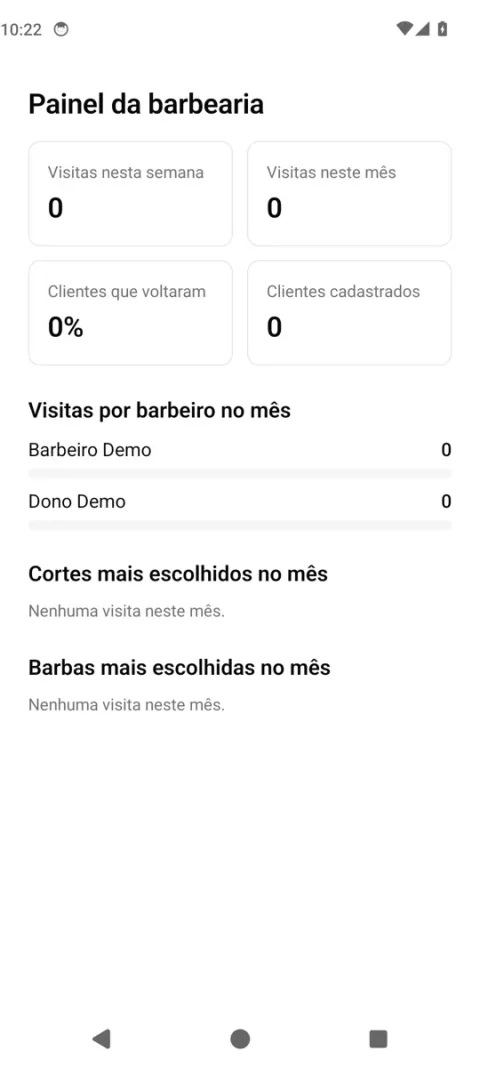 10:22
Painel da barbearia
Visitas nesta semana
0
Visitas neste mês
0
Clientes que voltaram
0%
Clientes cadastrados
0
Visitas por barbeiro no mês
Barbeiro Demo 0
Dono Demo 0
Cortes mais escolhidos no mês
Nenhuma visita neste mês.
Barbas mais escolhidas no mês
Nenhuma visita neste mês.